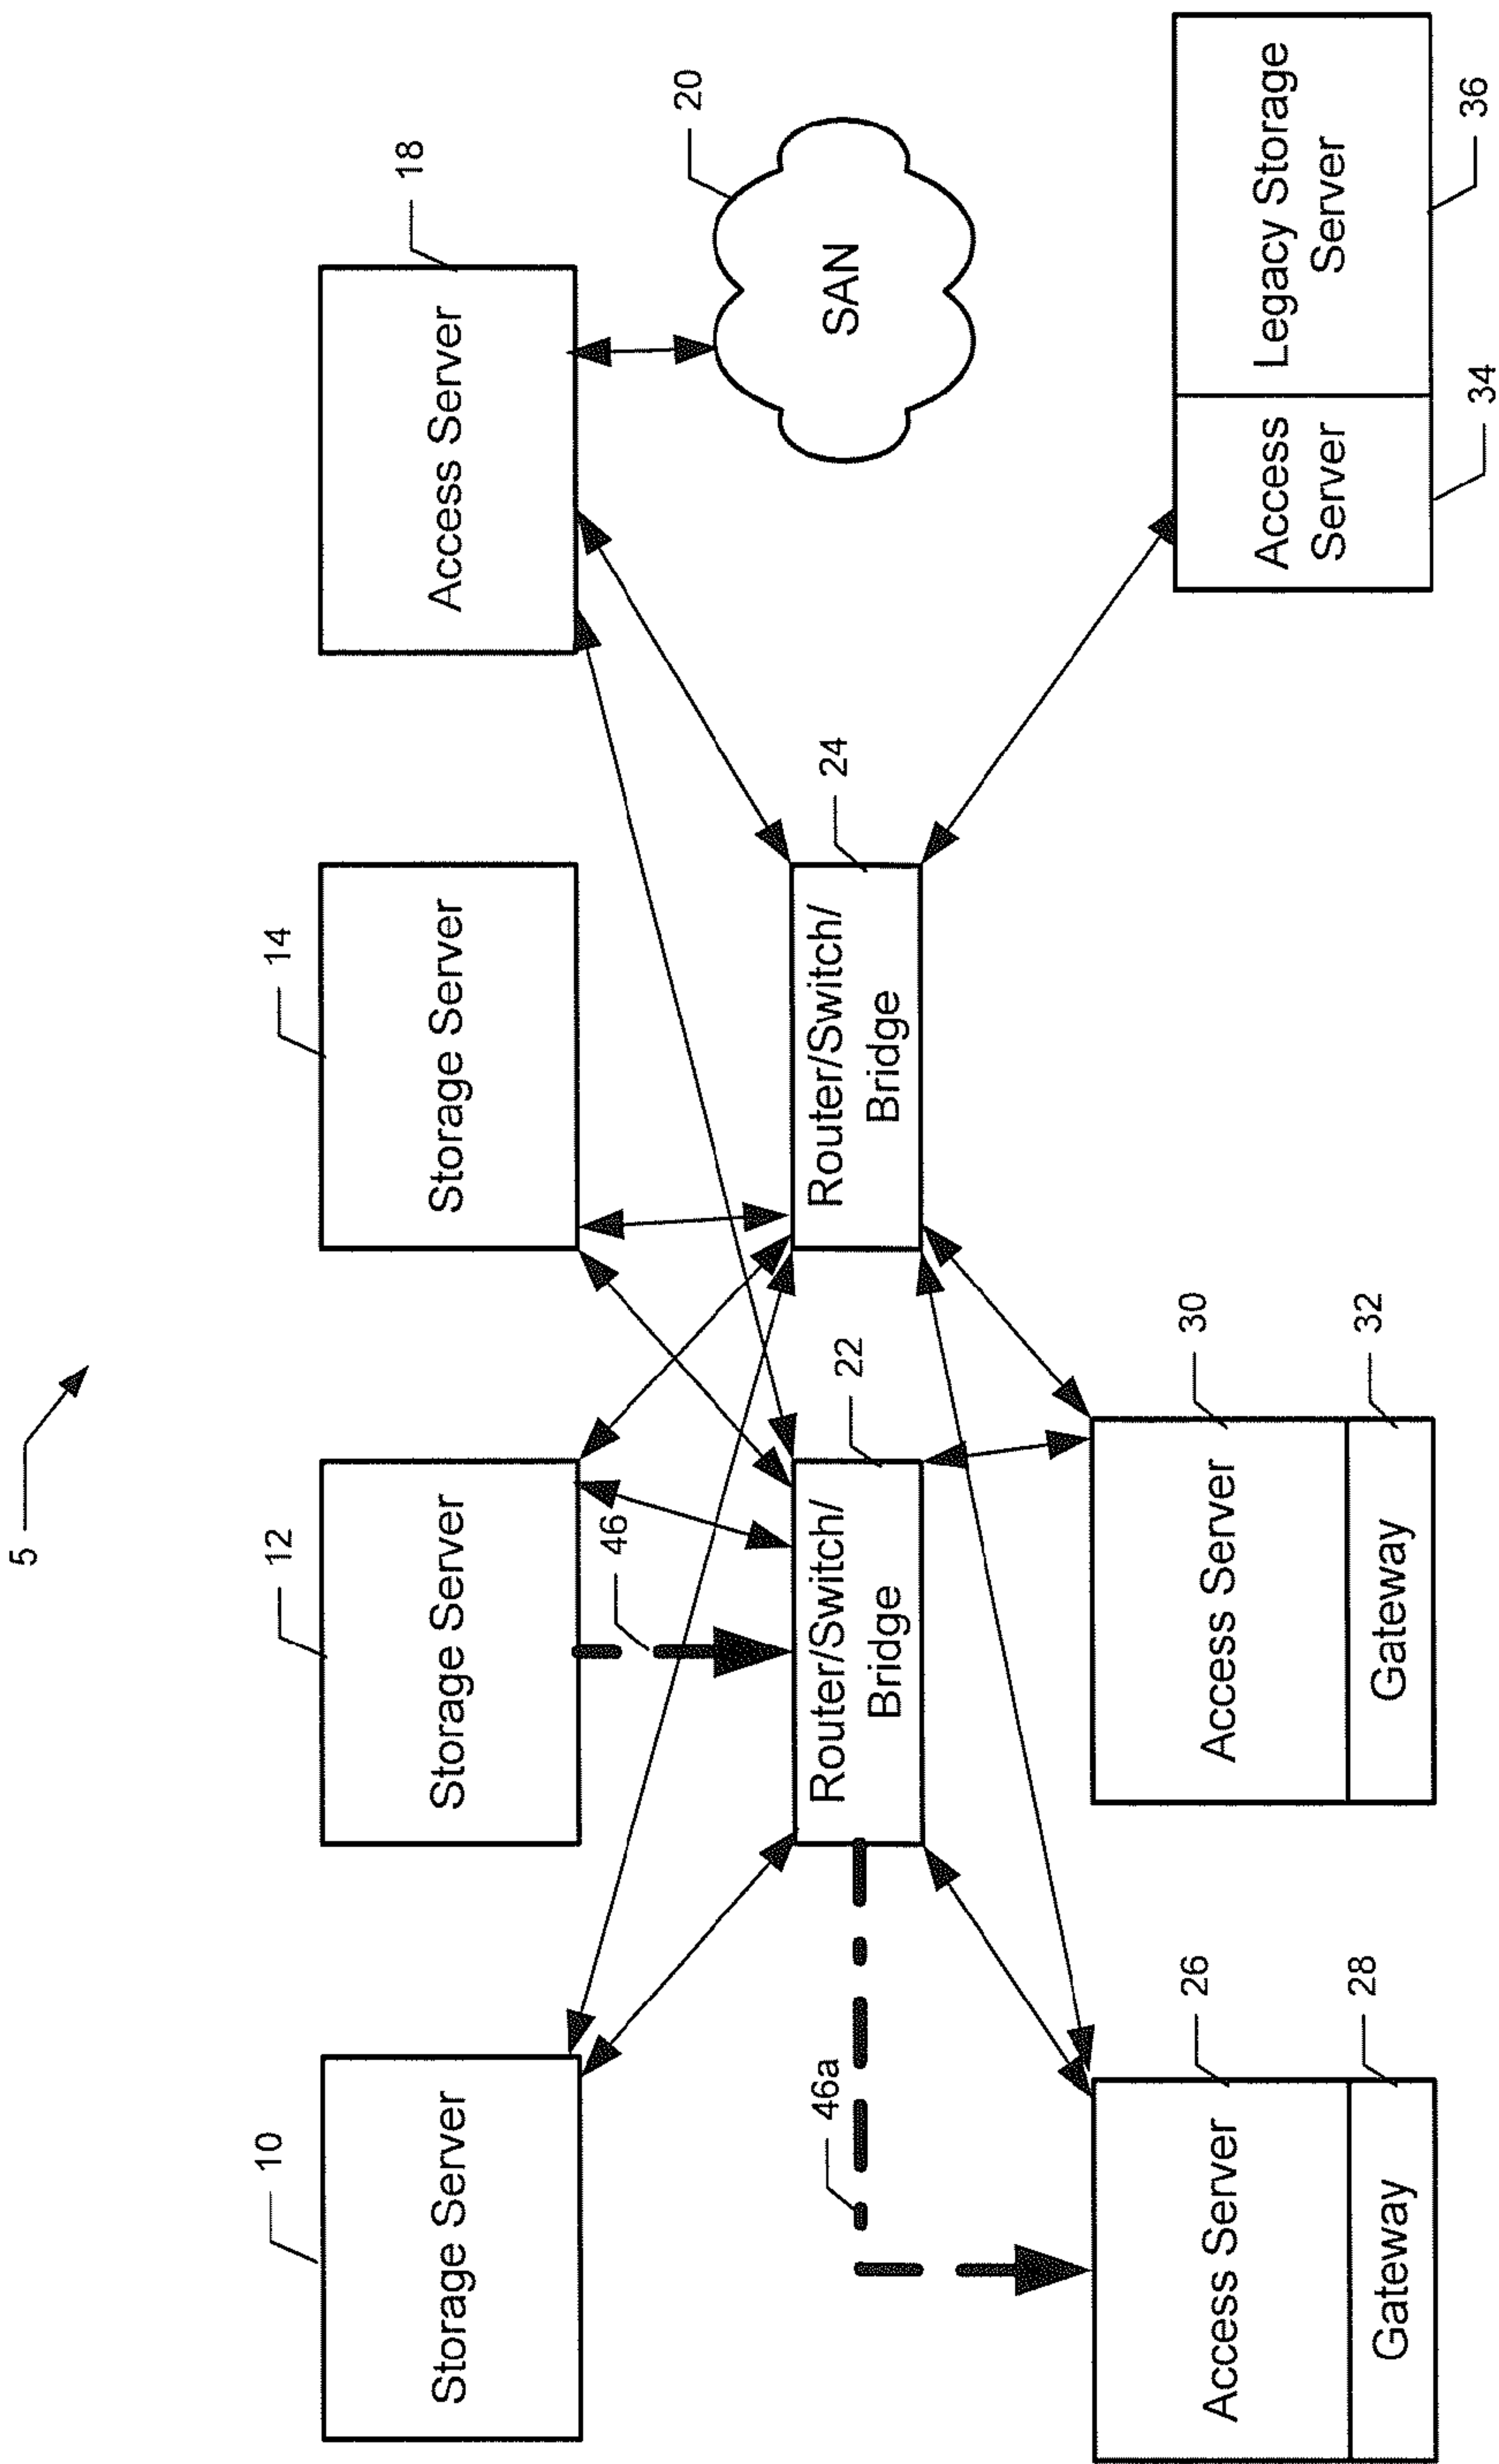 5
10
Storage Server
12
Storage Server
14
Storage Server
18
Access Server
46
20
SAN
22
Router/Switch/
Bridge
24
Router/Switch/
Bridge
46a
26
Access Server
28
Gateway
30
Access Server
32
Gateway
Access
Server
34
Legacy Storage
Server
36